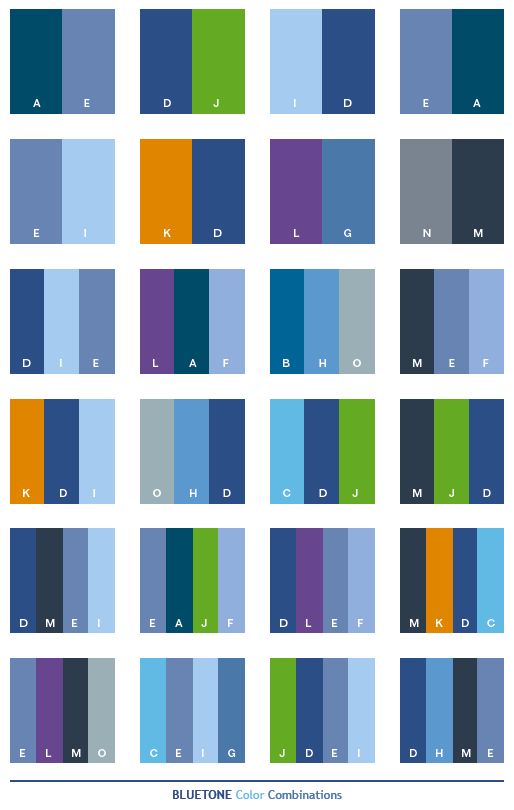 A E D J I D E A
E I K D L G N M
D I E L A F B H O M E F
K D I O H D C D J M J D
D M E I E A J F D L E F M K D C
E L M O C E I G J D E I D H M E
BLUETONE Color Combinations